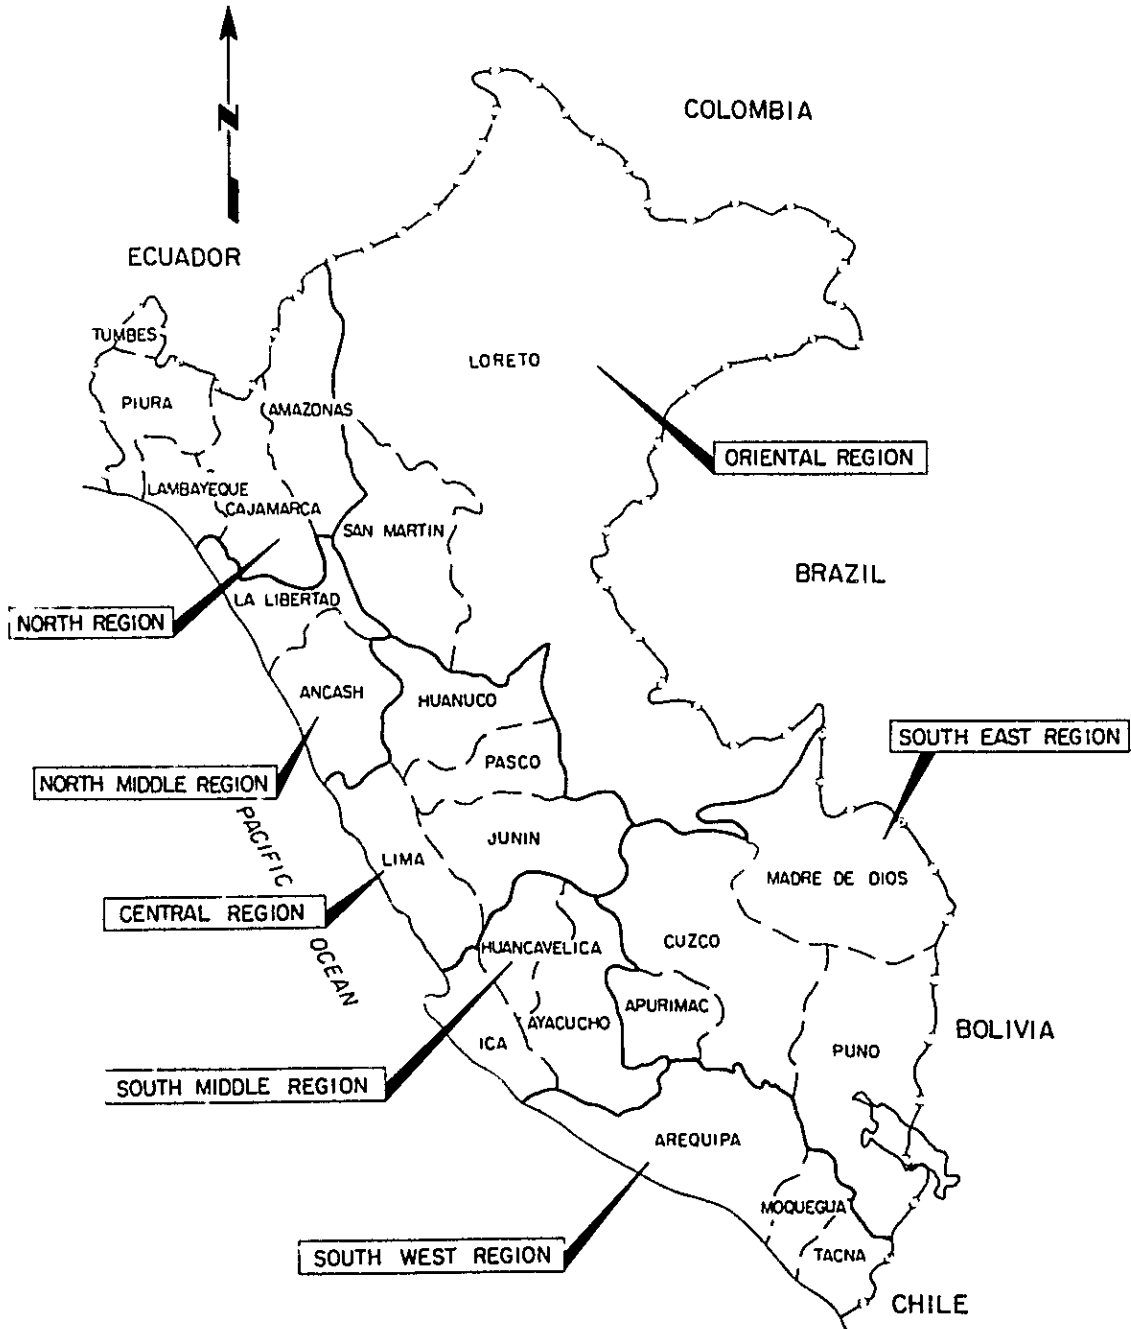 N
COLOMBIA
ECUADOR
TUMBES
LORETO
PIURA
AMAZONAS
ORIENTAL REGION
LAMBAYEQUE
CAJAMARCA
SAN MARTIN
BRAZIL
LA LIBERTAD
NORTH REGION
ANCASH
HUANUCO
SOUTH EAST REGION
PASCO
NORTH MIDDLE REGION
JUNIN
PACIFIC OCEAN
LIMA
MADRE DE DIOS
CENTRAL REGION
CUZCO
HUANCAVELICA
APURIMAC
AYACUCHO
BOLIVIA
ICA
PUNO
SOUTH MIDDLE REGION
AREQUIPA
MOQUEGUA
SOUTH WEST REGION
TACNA
CHILE